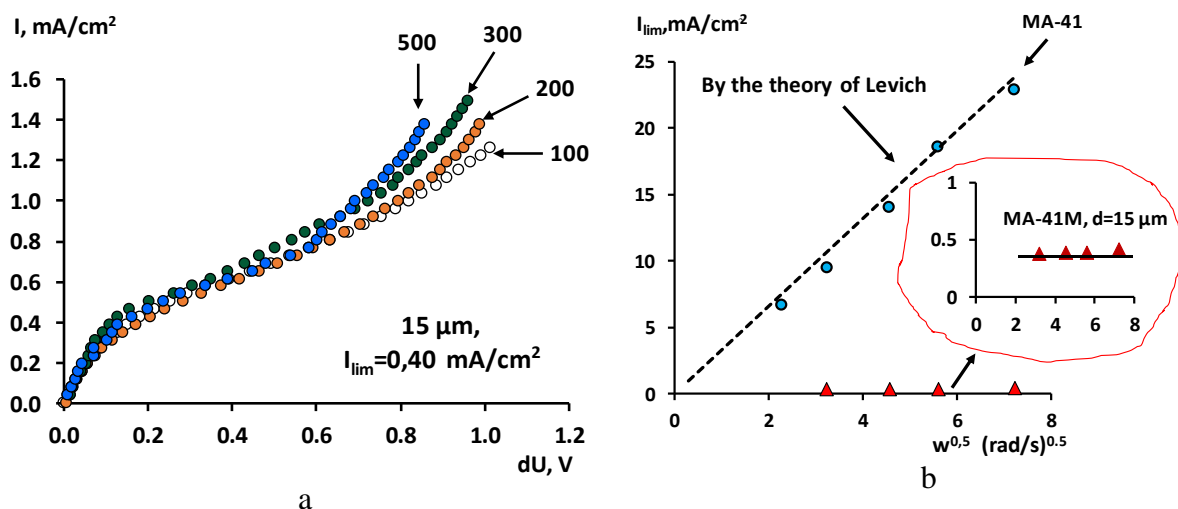 I, mA/cm²
1.6
1.4
1.2
1.0
0.8
0.6
0.4
0.2
0.0
0.0 0.2 0.4 0.6 0.8 1.0 1.2
dU, V
500
300
200
100
15 μm,
I_lim=0,40 mA/cm²
a
I_lim,mA/cm²
25
20
15
10
5
0
0 2 4 6 8
w^0,5 (rad/s)^0.5
MA-41
By the theory of Levich
1
0.5
0
0 2 4 6 8
MA-41M, d=15 μm
b